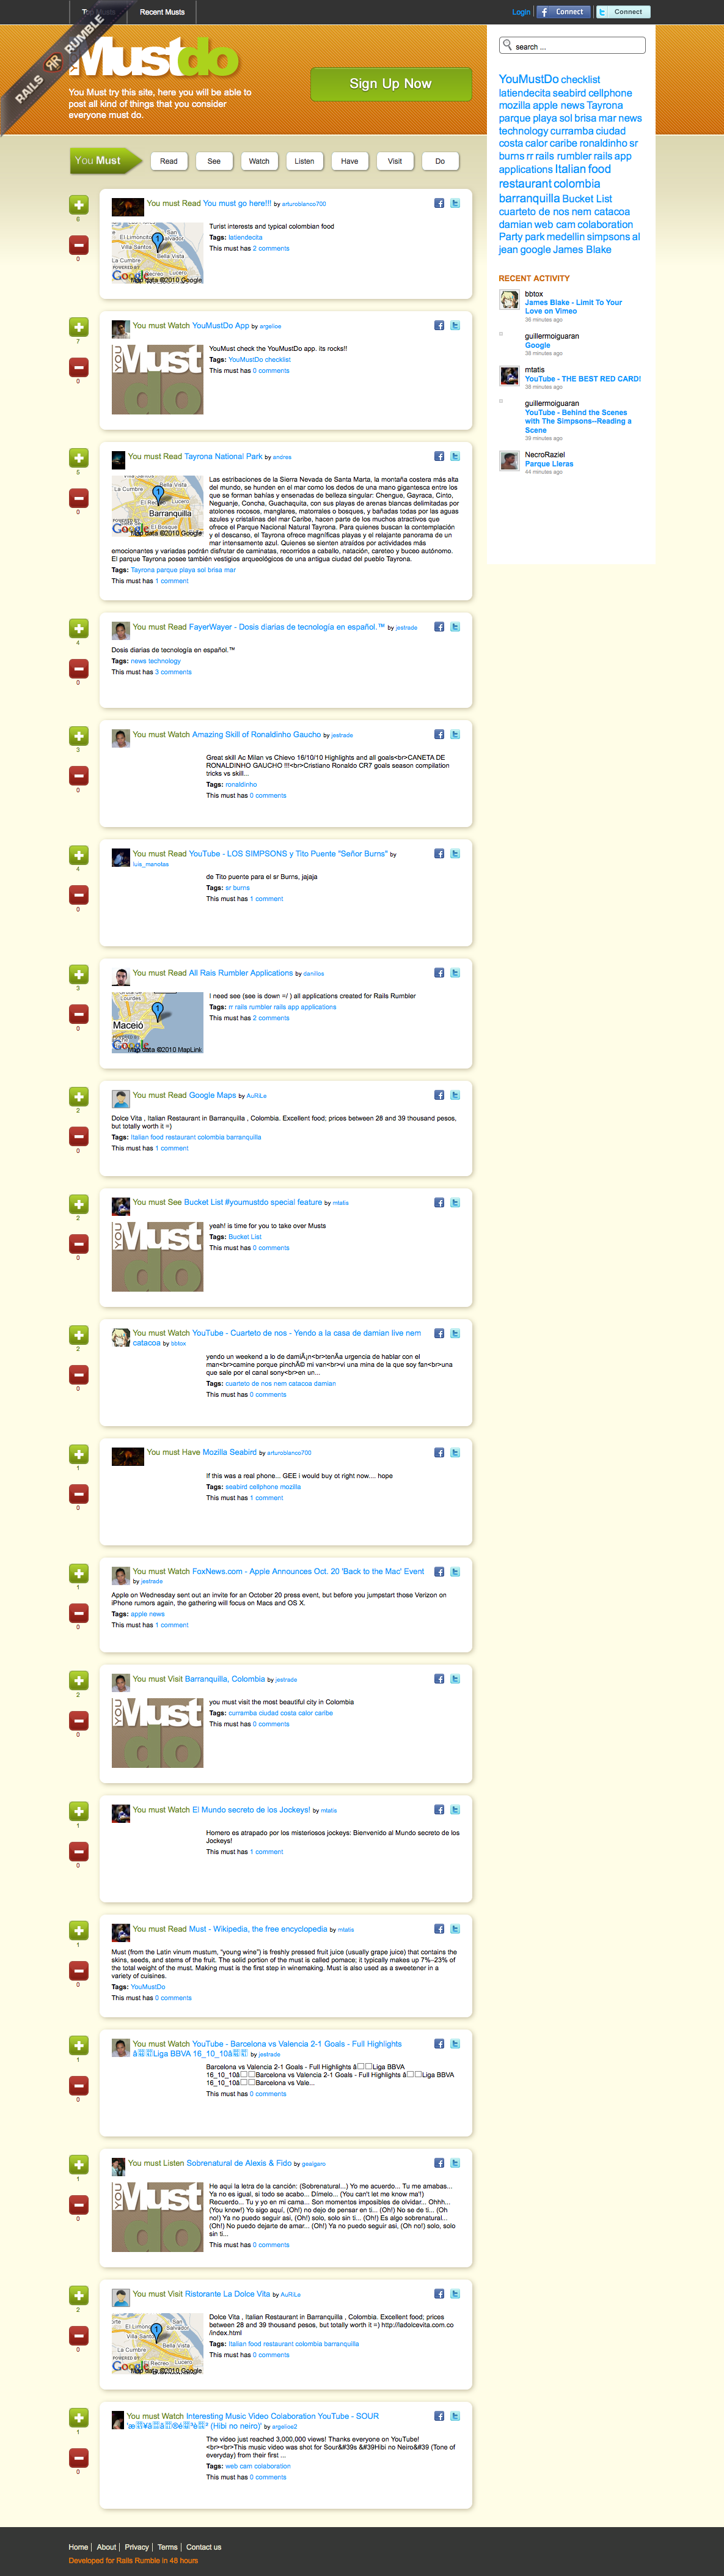 Top Musts
Recent Musts
Login
Connect
Connect
RAILS RUMBLE
Mustdo
You Must try this site, here you will be able to
post all kind of things that you consider
everyone must do.
Sign Up Now
search ...
YouMustDo checklist
latiendecita seabird cellphone
mozilla apple news Tayrona
parque playa sol brisa mar news
technology curramba ciudad
costa calor caribe ronaldinho sr
burns rr rails rumbler rails app
applications Italian food
restaurant colombia
barranquilla Bucket List
cuarteto de nos nem catacoa
damian web cam colaboration
Party park medellin simpsons al
jean google James Blake
RECENT ACTIVITY
bbtox
James Blake - Limit To Your
Love on Vimeo
36 minutes ago
guillermoiguaran
Google
38 minutes ago
mtatis
YouTube - THE BEST RED CARD!
38 minutes ago
guillermoiguaran
YouTube - Behind the Scenes
with The Simpsons--Reading a
Scene
39 minutes ago
NecroRaziel
Parque Lleras
44 minutes ago
You Must
Read
See
Watch
Listen
Have
Visit
Do
6
0
You must Read You must go here!!! by arturoblanco700
Turist interests and typical colombian food
Tags: latiendecita
This must has 2 comments
7
0
You must Watch YouMustDo App by argelioe
YouMust check the YouMustDo app. its rocks!!
Tags: YouMustDo checklist
This must has 0 comments
5
0
You must Read Tayrona National Park by andres
Las estribaciones de la Sierra Nevada de Santa Marta, la montaña costera más alta
del mundo, se hunden en el mar como los dedos de una mano gigantesca entre los
que se forman bahías y ensenadas de belleza singular: Chengue, Gayraca, Cinto,
Neguanje, Concha, Guachaquita, con sus playas de arena blanca delimitadas por
atolones rocosos, manglares, matorrales o bosques, y bañadas todas por las aguas
azules y cristalinas del mar Caribe, hacen parte de los muchos atractivos que
ofrece el Parque Nacional Natural Tayrona. Para quienes buscan la contemplación
y el descanso, el Tayrona ofrece magníficas playas y el relajante panorama de un
mar intensamente azul. Quienes se sienten atraídos por actividades más
emocionantes y variadas podrán disfrutar de caminatas, recorridos a caballo, natación, careteo y buceo autónomo.
El parque Tayrona posee también vestigios arqueológicos de una antigua ciudad del pueblo Tayrona.
Tags: Tayrona parque playa sol brisa mar
This must has 1 comment
4
0
You must Read FayerWayer - Dosis diarias de tecnología en español.™ by jestrade
Dosis diarias de tecnología en español.™
Tags: news technology
This must has 3 comments
3
0
You must Watch Amazing Skill of Ronaldinho Gaucho by jestrade
Great skill Ac Milan vs Chievo 16/10/10 Highlights and all goals<br>CANETA DE
RONALDINHO GAUCHO !!!<br>Cristiano Ronaldo CR7 goals season compilation
tricks vs skill...
Tags: ronaldinho
This must has 0 comments
4
0
You must Read YouTube - LOS SIMPSONS y Tito Puente "Señor Burns" by
luis_manotas
de Tito puente para el sr Burns, jajaja
Tags: sr burns
This must has 1 comment
3
0
You must Read All Rais Rumbler Applications by danilos
I need see (see is down =/ ) all applications created for Rails Rumbler
Tags: rr rails rumbler rails app applications
This must has 2 comments
2
0
You must Read Google Maps by AuRiLe
Dolce Vita , Italian Restaurant in Barranquilla , Colombia. Excellent food; prices between 28 and 39 thousand pesos,
but totally worth it =)
Tags: Italian food restaurant colombia barranquilla
This must has 1 comment
2
0
You must See Bucket List #youmustdo special feature by mtatis
yeah! is time for you to take over Musts
Tags: Bucket List
This must has 0 comments
2
0
You must Watch YouTube - Cuarteto de nos - Yendo a la casa de damian live nem
catacoa by bbtox
yendo un weekend a lo de damiÃ¡n<br>tenÃ­a urgencia de hablar con el
man<br>camine porque pinchÃ© mi van<br>vi una mina de la que soy fan<br>una
que sale por el canal sony<br>en un...
Tags: cuarteto de nos nem catacoa damian
This must has 0 comments
1
0
You must Have Mozilla Seabird by arturoblanco700
If this was a real phone... GEE i would buy ot right now.... hope
Tags: seabird cellphone mozilla
This must has 1 comment
1
0
You must Watch FoxNews.com - Apple Announces Oct. 20 'Back to the Mac' Event
by jestrade
Apple on Wednesday sent out an invite for an October 20 press event, but before you jumpstart those Verizon on
iPhone rumors again, the gathering will focus on Macs and OS X.
Tags: apple news
This must has 1 comment
2
0
You must Visit Barranquilla, Colombia by jestrade
you must visit the most beautiful city in Colombia
Tags: curramba ciudad costa calor caribe
This must has 0 comments
1
0
You must Watch El Mundo secreto de los Jockeys! by mtatis
Homero es atrapado por los misteriosos jockeys: Bienvenido al Mundo secreto de los
Jockeys!
This must has 1 comment
1
0
You must Read Must - Wikipedia, the free encyclopedia by mtatis
Must (from the Latin vinum mustum, "young wine") is freshly pressed fruit juice (usually grape juice) that contains the
skins, seeds, and stems of the fruit. The solid portion of the must is called pomace; it typically makes up 7%–23% of
the total weight of the must. Making must is the first step in winemaking. Must is also used as a sweetener in a
variety of cuisines.
Tags: YouMustDo
This must has 0 comments
1
0
You must Watch YouTube - Barcelona vs Valencia 2-1 Goals - Full Highlights
Liga BBVA 16_10_10 by jestrade
Barcelona vs Valencia 2-1 Goals - Full Highlights Liga BBVA
16_10_10 Barcelona vs Valencia 2-1 Goals - Full Highlights Liga BBVA
16_10_10 Barcelona vs Vale...
This must has 0 comments
1
0
You must Listen Sobrenatural de Alexis & Fido by gealgaro
He aqui la letra de la canción: (Sobrenatural...) Yo me acuerdo... Tu me amabas...
Ya no es igual, si todo se acabo... Dímelo... (You can't let me know ma'!)
Recuerdo... Tu y yo en mi cama... Son momentos imposibles de olvidar... Ohhh...
(You know!) Yo sigo aquí, (Oh!) no dejo de pensar en ti... (Oh!) No se de ti... (Oh
no!) Ya no puedo seguir asi, (Oh!) solo, solo sin ti... (Oh!) Es algo sobrenatural...
(Oh!) No puedo dejarte de amar... (Oh!) Ya no puedo seguir asi, (Oh no!) solo, solo
sin ti...
This must has 0 comments
2
0
You must Visit Ristorante La Dolce Vita by AuRiLe
Dolce Vita , Italian Restaurant in Barranquilla , Colombia. Excellent food; prices
between 28 and 39 thousand pesos, but totally worth it =) http://ladolcevita.com.co
/index.html
Tags: Italian food restaurant colombia barranquilla
This must has 0 comments
1
0
You must Watch Interesting Music Video Colaboration YouTube - SOUR
(Hibi no neiro)' by argelioe2
The video just reached 3,000,000 views! Thanks everyone on YouTube!
<br><br>This music video was shot for Sour&#39s &#39Hibi no Neiro&#39 (Tone of
everyday) from their first ...
Tags: web cam colaboration
This must has 0 comments
Home
About
Privacy
Terms
Contact us
Developed for Rails Rumble in 48 hours